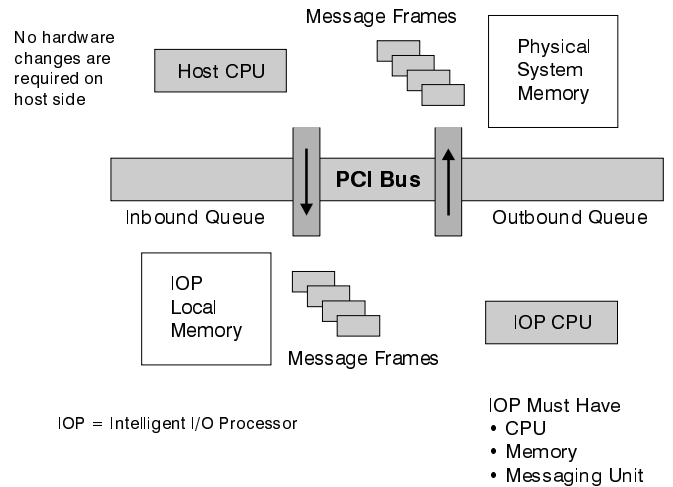 No hardware
changes are
required on
host side
Host CPU
Message Frames
Physical
System
Memory
PCI Bus
Inbound Queue
Outbound Queue
IOP
Local
Memory
Message Frames
IOP CPU
IOP = Intelligent I/O Processor
IOP Must Have
• CPU
• Memory
• Messaging Unit